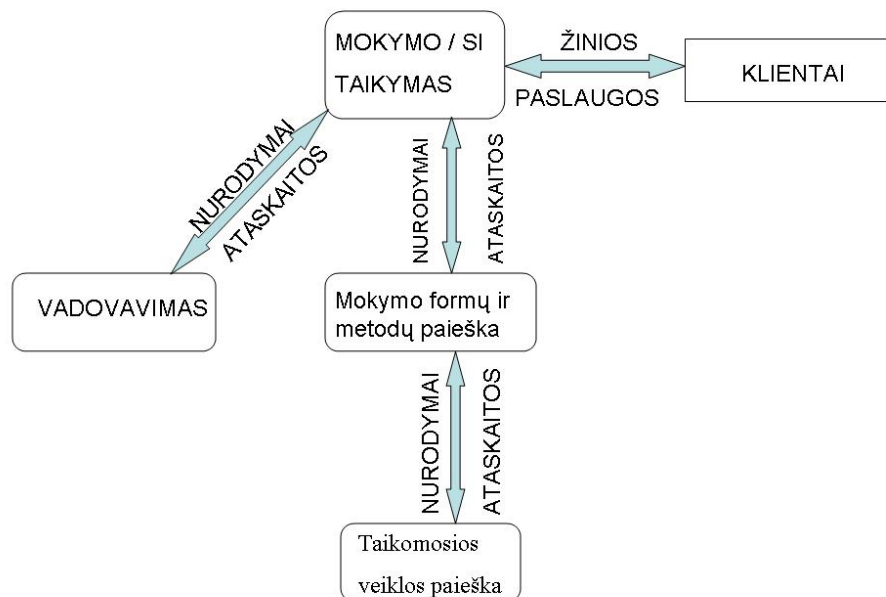 MOKYMO / SI
TAIKYMAS
ŽINIOS
PASLAUGOS
KLIENTAI
NURODYMAI
ATASKAITOS
NURODYMAI
ATASKAITOS
VADOVAVIMAS
Mokymo formų ir
metodų paieška
NURODYMAI
ATASKAITOS
Taikomosios
veiklos paieška